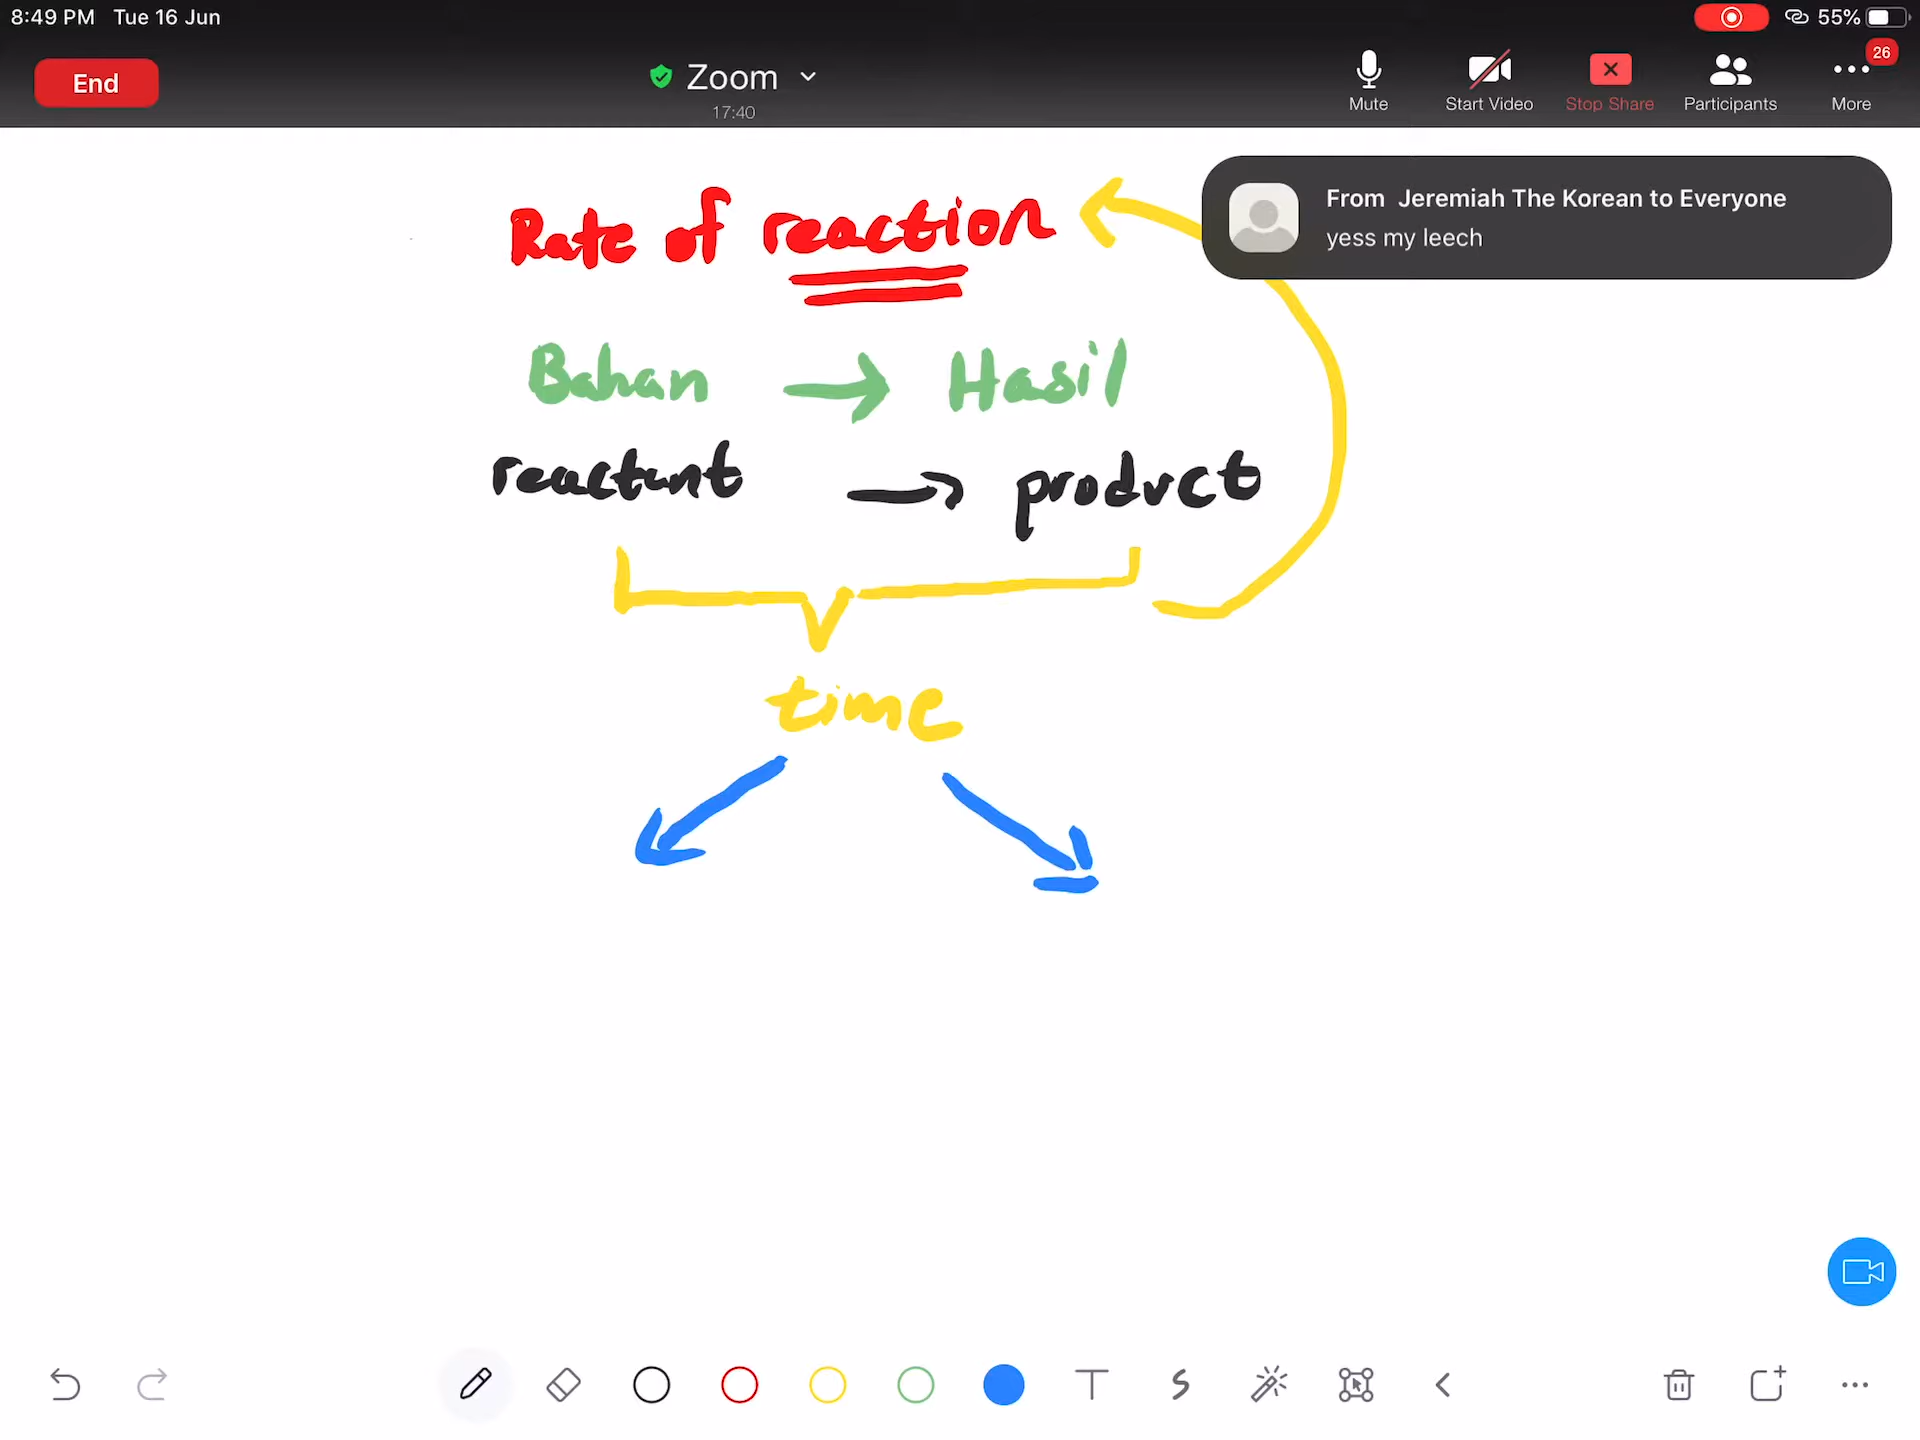 8:49 PM Tue 16 Jun
55%
End
Zoom
17:40
Mute
Start Video
Stop Share
Participants
More
26
From Jeremiah The Korean to Everyone
yess my leech
Rate of reaction
Bahan → Hasil
reactant → product
time